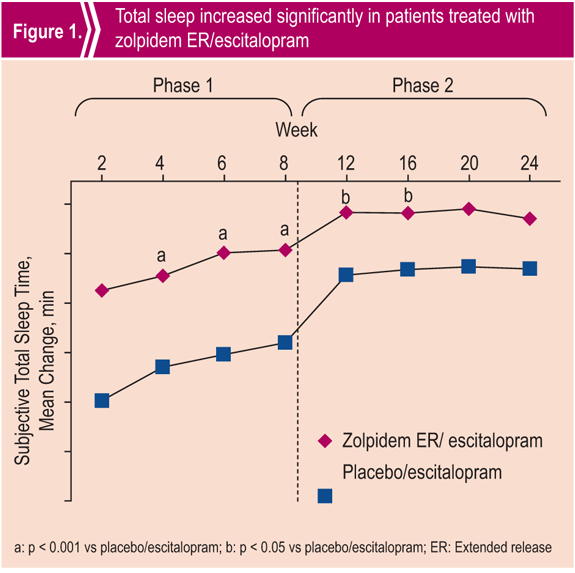 Figure 1.
Total sleep increased significantly in patients treated with
zolpidem ER/escitalopram
Phase 1
Phase 2
Week
2 4 6 8 12 16 20 24
a
a
a
b
b
Subjective Total Sleep Time,
Mean Change, min
Zolpidem ER/ escitalopram
Placebo/escitalopram
a: p < 0.001 vs placebo/escitalopram; b: p < 0.05 vs placebo/escitalopram; ER: Extended release